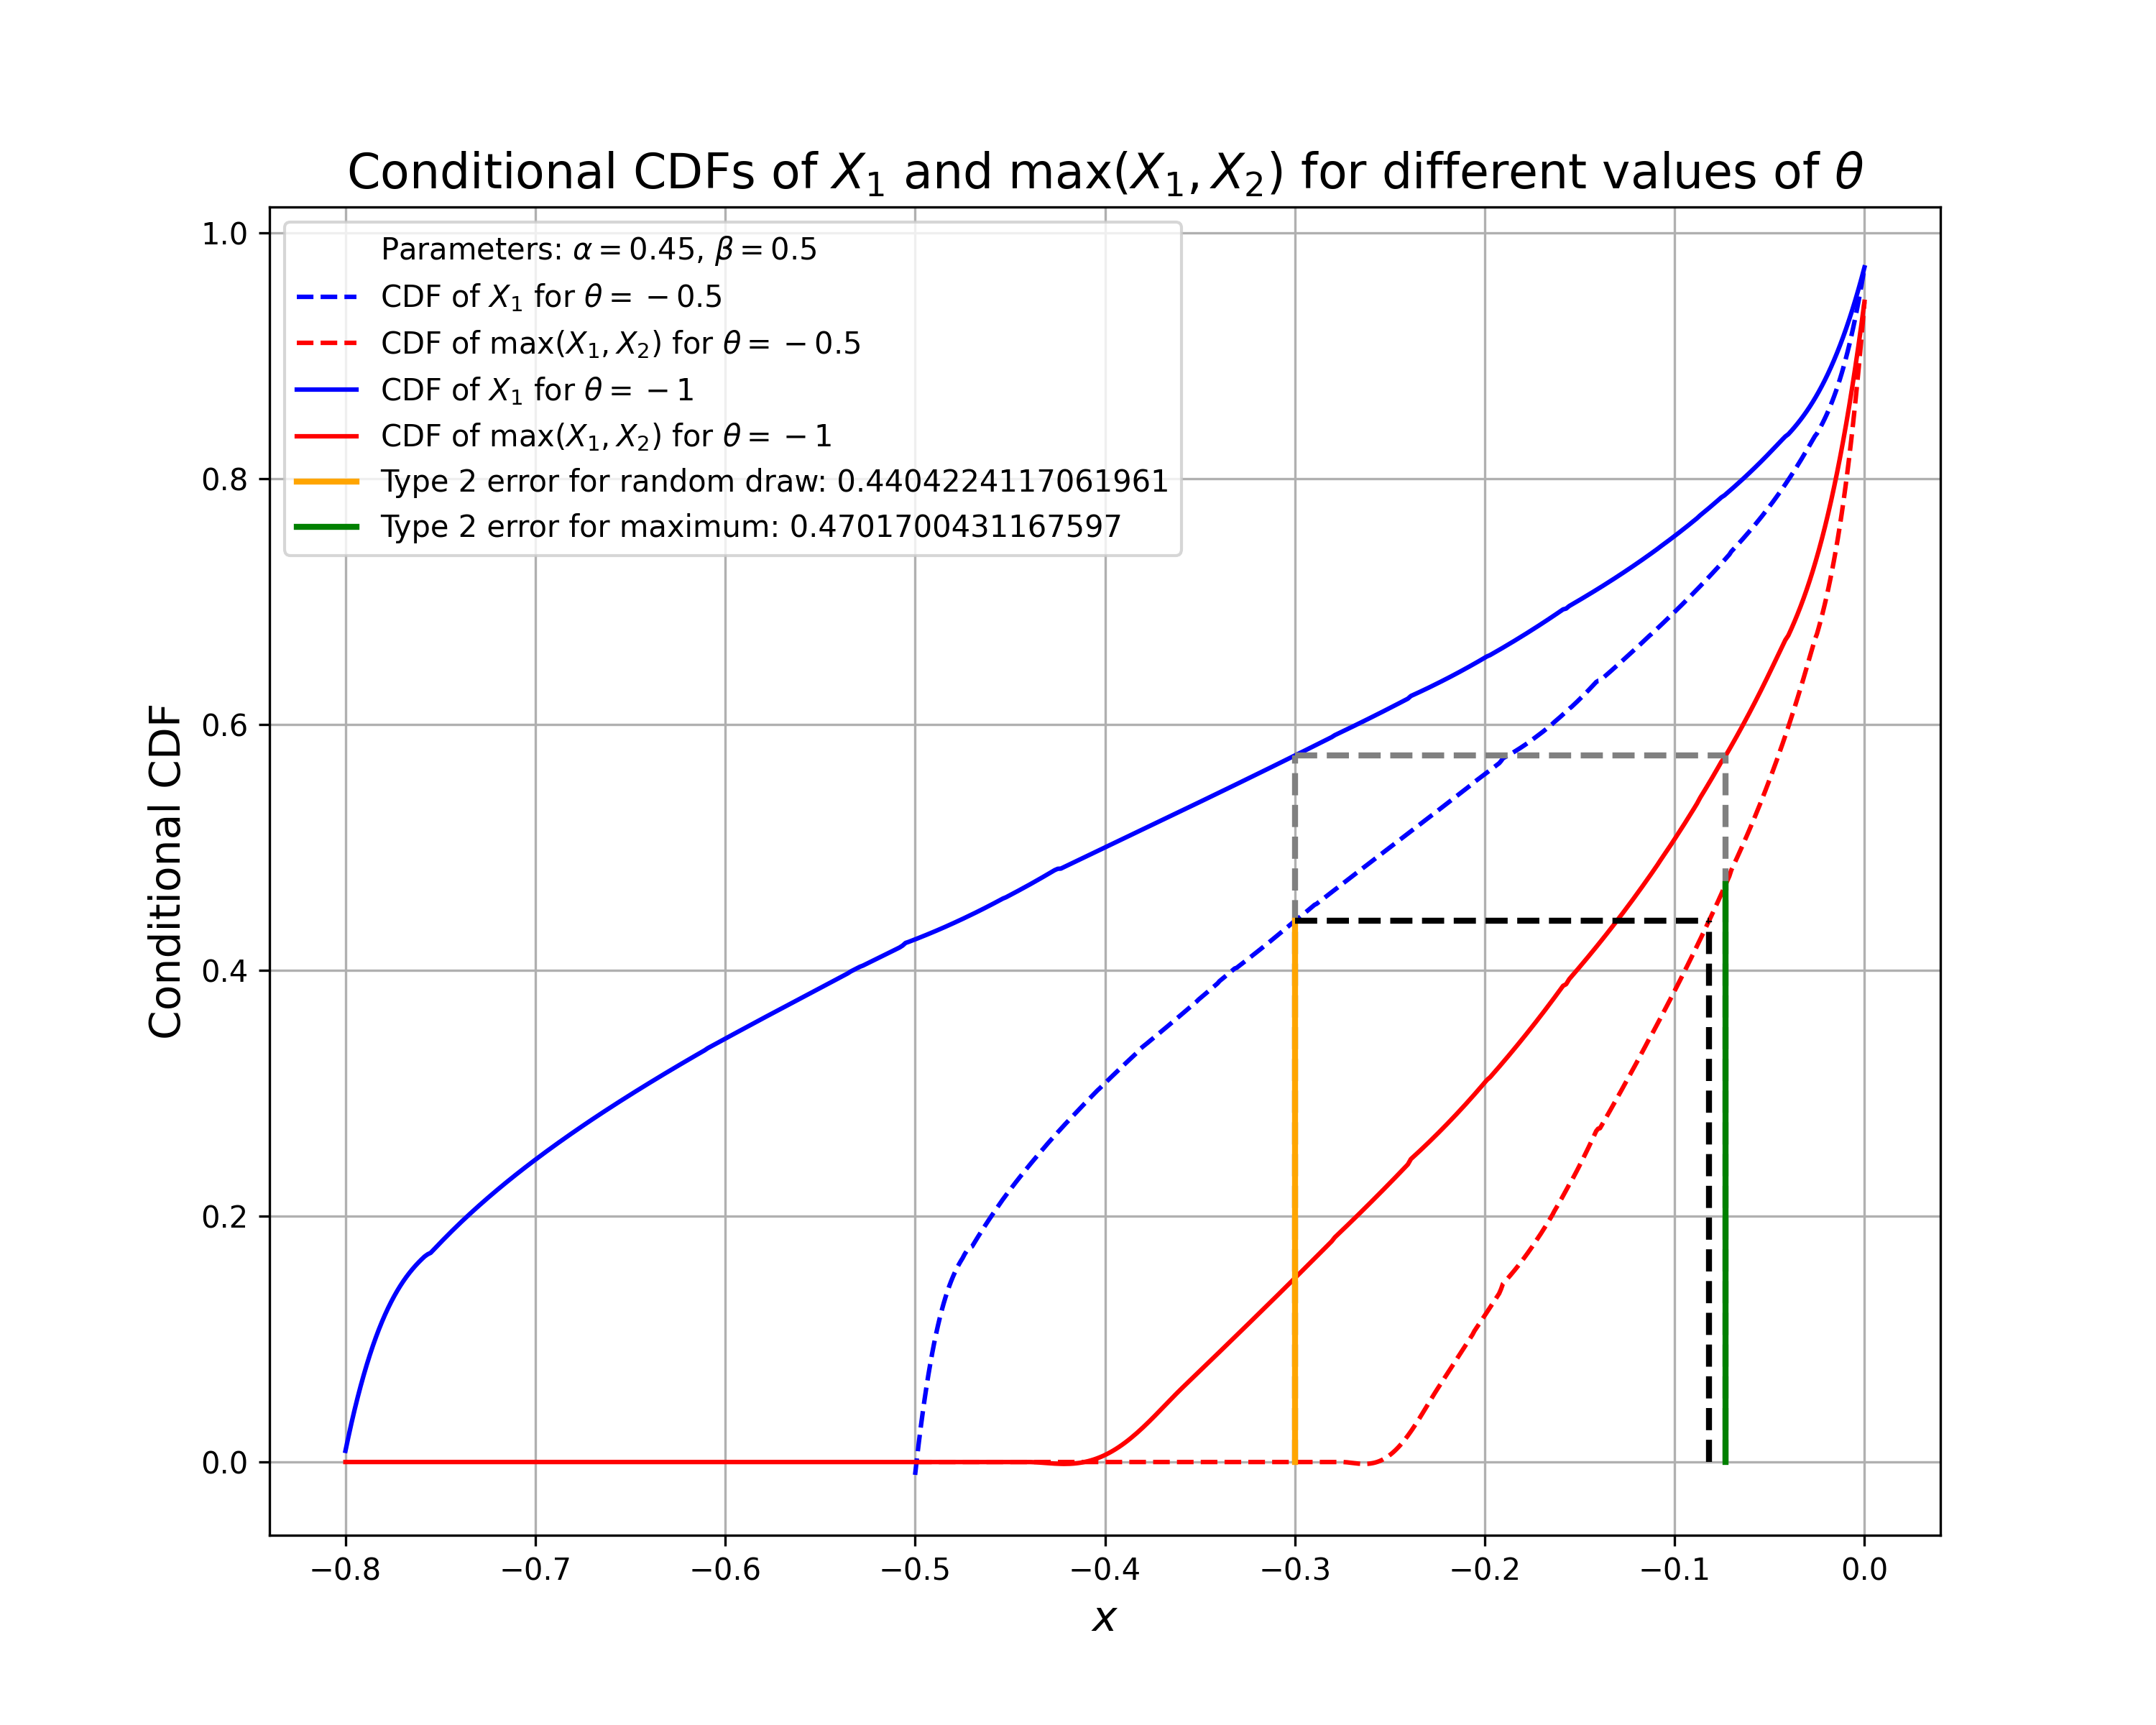 Conditional CDFs of X₁ and max(X₁, X₂) for different values of θ
Parameters: α = 0.45, β = 0.5
CDF of X₁ for θ = −0.5
CDF of max(X₁, X₂) for θ = −0.5
CDF of X₁ for θ = −1
CDF of max(X₁, X₂) for θ = −1
Type 2 error for random draw: 0.4404224117061961
Type 2 error for maximum: 0.4701700431167597
Conditional CDF
1.0
0.8
0.6
0.4
0.2
0.0
−0.8 −0.7 −0.6 −0.5 −0.4 −0.3 −0.2 −0.1 0.0
x